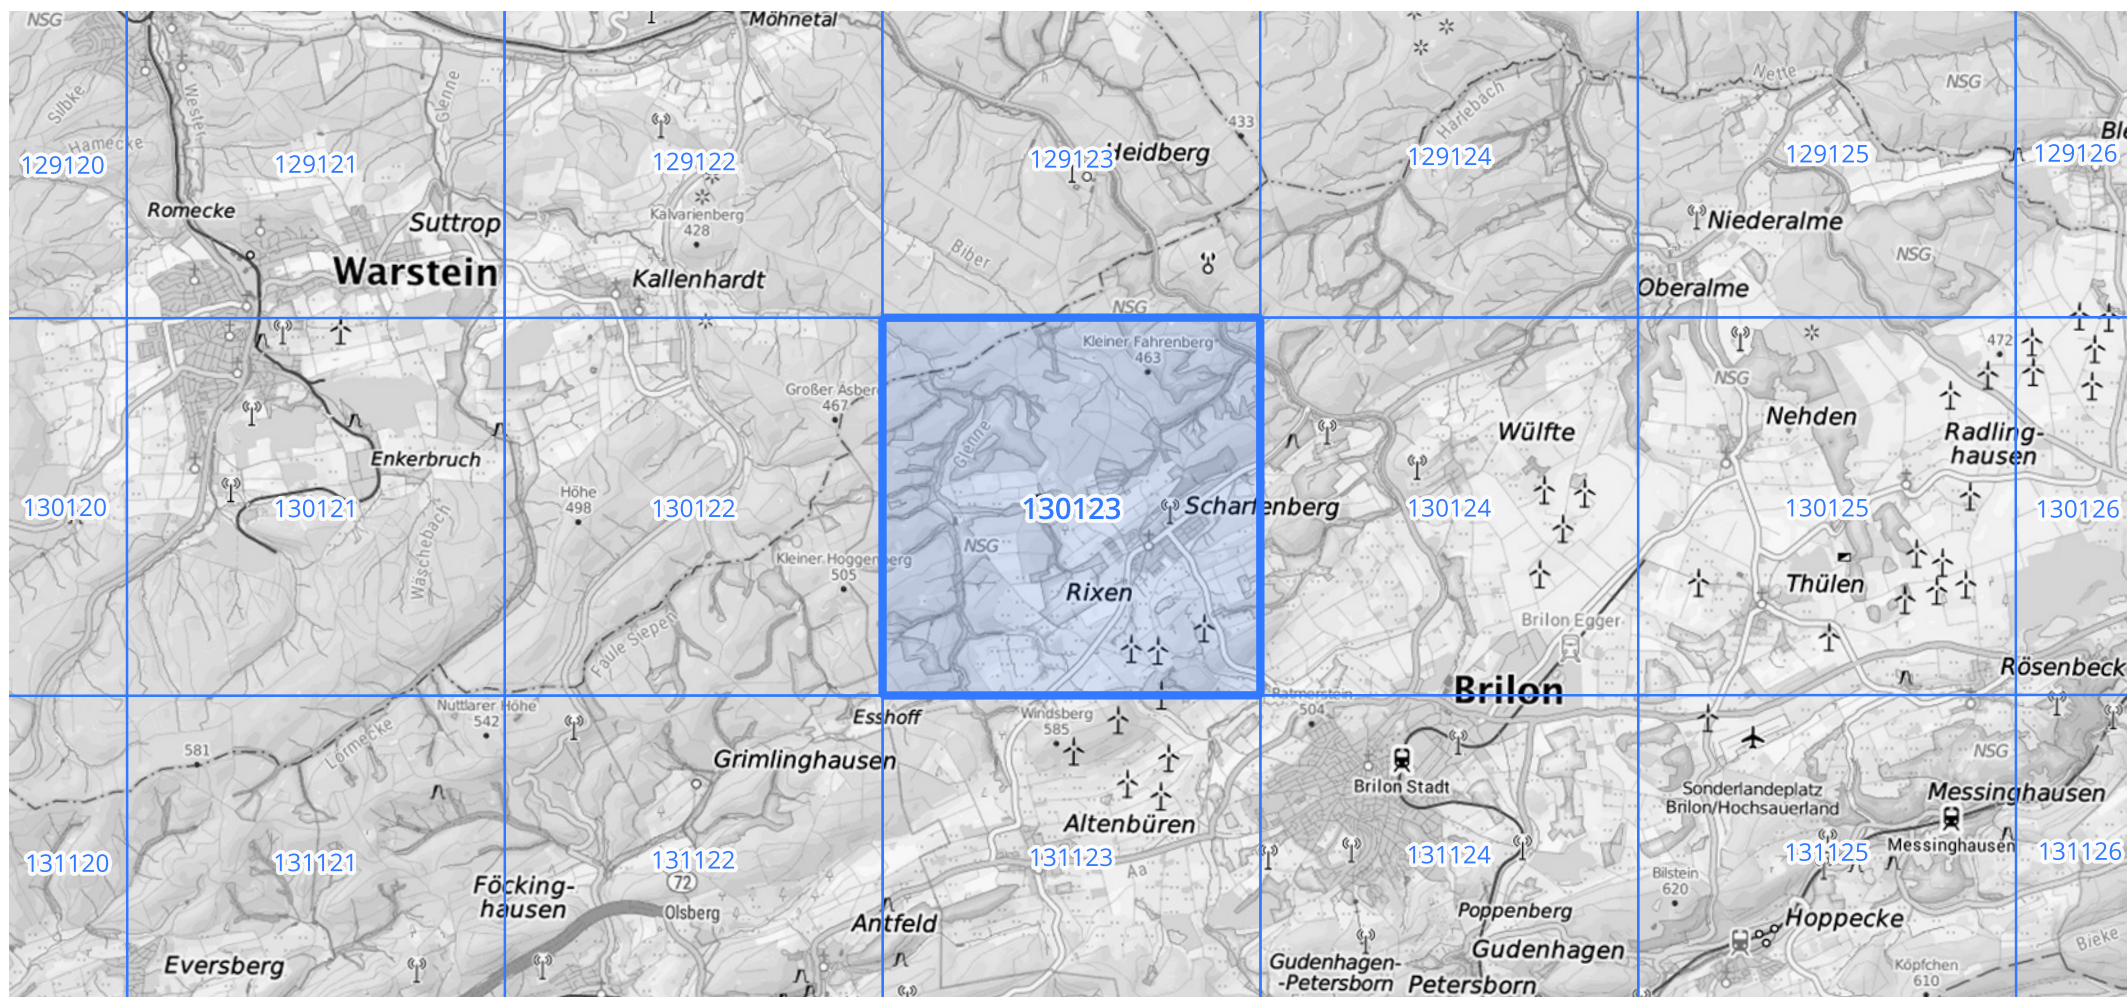 NSG
Möhnetal
Silbke
Wester
Glenne
Hamecke
129120
129121
129122
129123
Heidberg
433
Harlebach
129124
Nette
NSG
129125
129126
Romecke
Suttrop
Kalvarienberg
428
Biber
Niederalme
NSG
Warstein
Kallenhardt
NSG
Oberalme
Kleiner Fahrenberg
463
472
NSG
Großer Asberg
467
Nehden
Wülfte
Radling-
hausen
Glenne
Enkerbruch
130120
130121
Höhe
498
130122
130123
Scharfenberg
130124
130125
130126
Wäschebach
NSG
Kleiner Hoggenberg
505
Rixen
Thülen
Brilon Egger
Faule Siepen
Rösenbeck
Brilon
504
Nuttlarer Höhe
542
Esshoff
Windsberg
585
581
Lörmecke
Grimlinghausen
NSG
Brilon Stadt
Sonderlandeplatz
Brilon/Hochsauerland
Messinghausen
Altenbüren
Messinghausen
131120
131121
131122
131123
Aa
131124
131125
131126
Föcking-
hausen
72
Olsberg
Antfeld
Bilstein
620
Poppenberg
Hoppecke
Gudenhagen
Eversberg
Gudenhagen-
-Petersborn
Petersborn
Köpfchen
610
Bieke